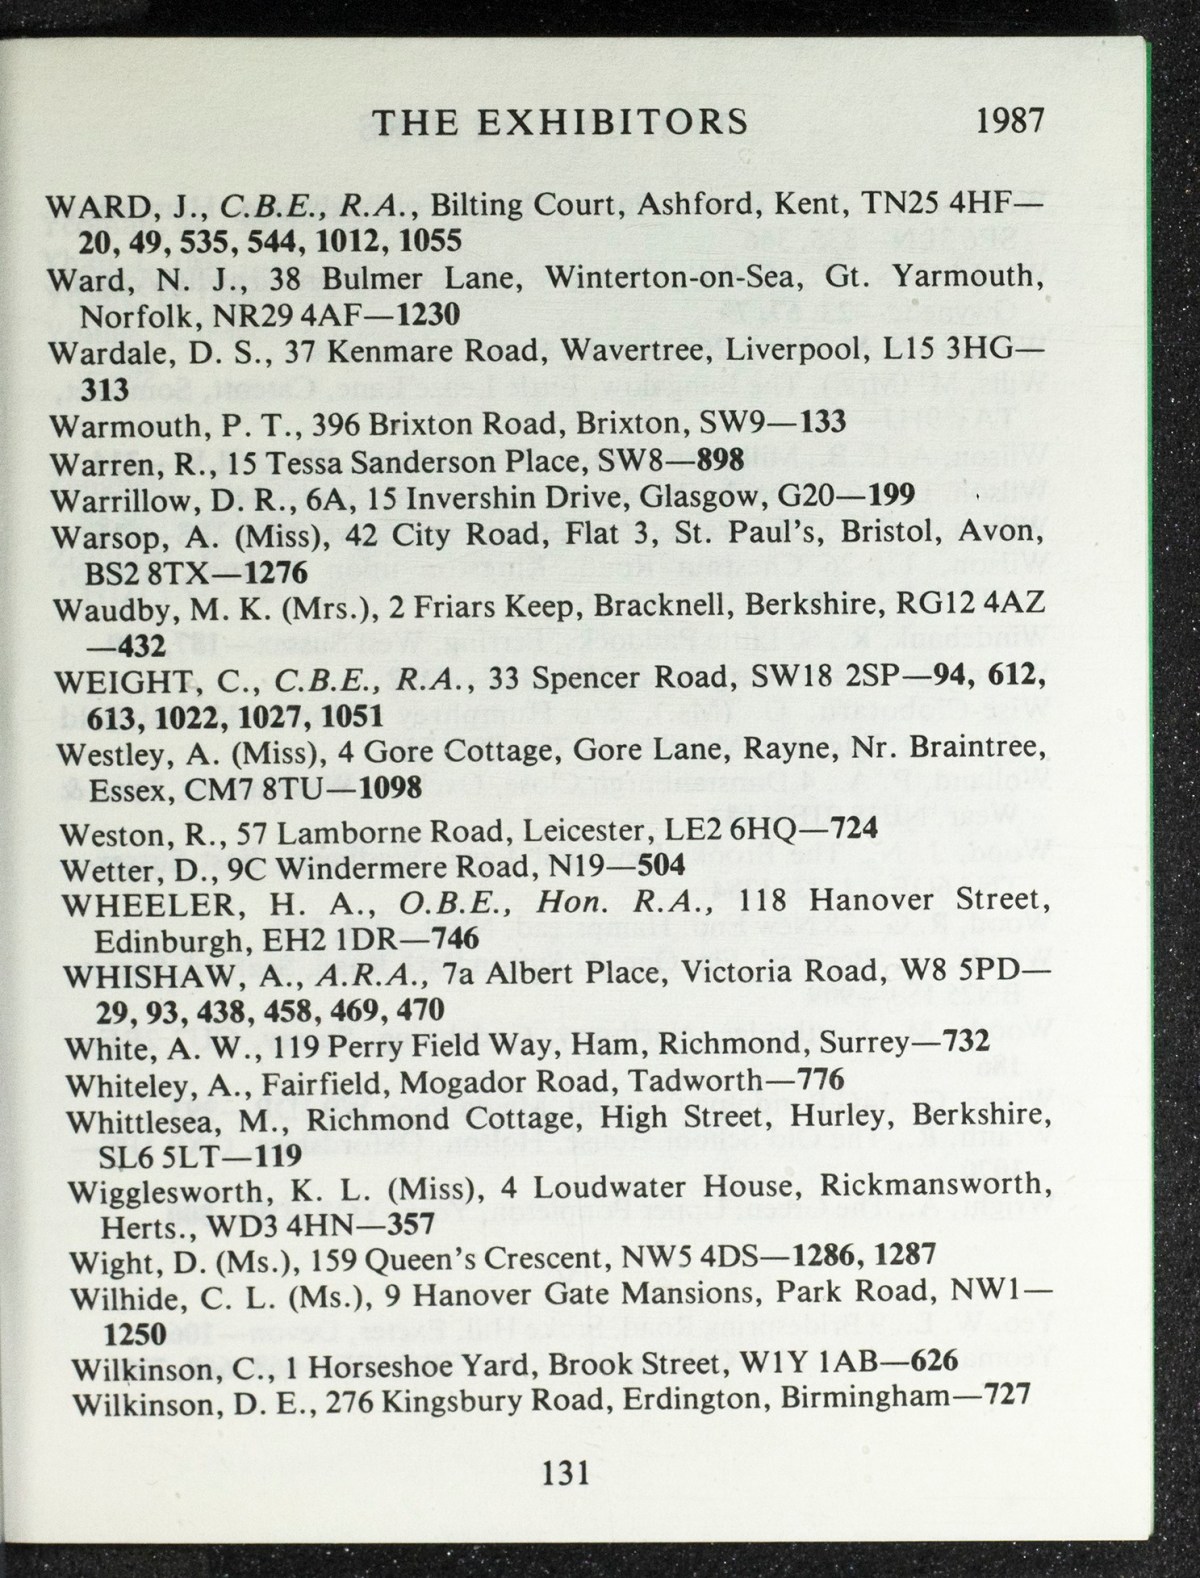 THE EXHIBITORS 1987
WARD, J., C.B.E., R.A., Bilting Court, Ashford, Kent, TN25 4HF—
20, 49, 535, 544, 1012, 1055
Ward, N. J., 38 Bulmer Lane, Winterton-on-Sea, Gt. Yarmouth,
Norfolk, NR29 4AF—1230
Wardale, D. S., 37 Kenmare Road, Wavertree, Liverpool, L15 3HG—
313
Warmouth, P. T., 396 Brixton Road, Brixton, SW9—133
Warren, R., 15 Tessa Sanderson Place, SW8—898
Warrillow, D. R., 6A, 15 Invershin Drive, Glasgow, G20—199
Warsop, A. (Miss), 42 City Road, Flat 3, St. Paul's, Bristol, Avon,
BS2 8TX—1276
Waudby, M. K. (Mrs.), 2 Friars Keep, Bracknell, Berkshire, RG12 4AZ
—432
WEIGHT, C., C.B.E., R.A., 33 Spencer Road, SW18 2SP—94, 612,
613, 1022, 1027, 1051
Westley, A. (Miss), 4 Gore Cottage, Gore Lane, Rayne, Nr. Braintree,
Essex, CM7 8TU—1098
Weston, R., 57 Lamborne Road, Leicester, LE2 6HQ—724
Wetter, D., 9C Windermere Road, N19—504
WHEELER, H. A., O.B.E., Hon. R.A., 118 Hanover Street,
Edinburgh, EH2 1DR—746
WHISHAW, A., A.R.A., 7a Albert Place, Victoria Road, W8 5PD—
29, 93, 438, 458, 469, 470
White, A. W., 119 Perry Field Way, Ham, Richmond, Surrey—732
Whiteley, A., Fairfield, Mogador Road, Tadworth—776
Whittlesea, M., Richmond Cottage, High Street, Hurley, Berkshire,
SL6 5LT—119
Wigglesworth, K. L. (Miss), 4 Loudwater House, Rickmansworth,
Herts., WD3 4HN—357
Wight, D. (Ms.), 159 Queen's Crescent, NW5 4DS—1286, 1287
Wilhide, C. L. (Ms.), 9 Hanover Gate Mansions, Park Road, NW1—
1250
Wilkinson, C., 1 Horseshoe Yard, Brook Street, W1Y 1AB—626
Wilkinson, D. E., 276 Kingsbury Road, Erdington, Birmingham—727
131